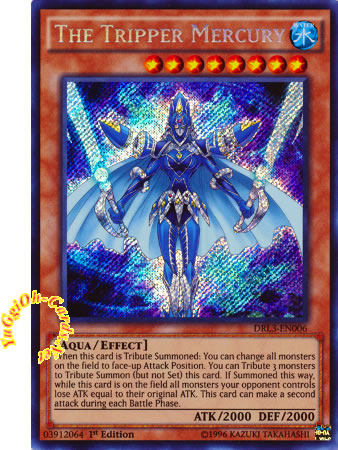 THE TRIPPER MERCURY
WATER
水
DRL3-EN006
[AQUA/EFFECT]
When this card is Tribute Summoned: You can change all monsters
on the field to face-up Attack Position. You can Tribute 3 monsters
to Tribute Summon (but not Set) this card. If Summoned this way,
while this card is on the field all monsters your opponent controls
lose ATK equal to their original ATK. This card can make a second
attack during each Battle Phase.
ATK/2000 DEF/2000
03912064 1st Edition ©1996 KAZUKI TAKAHASHI